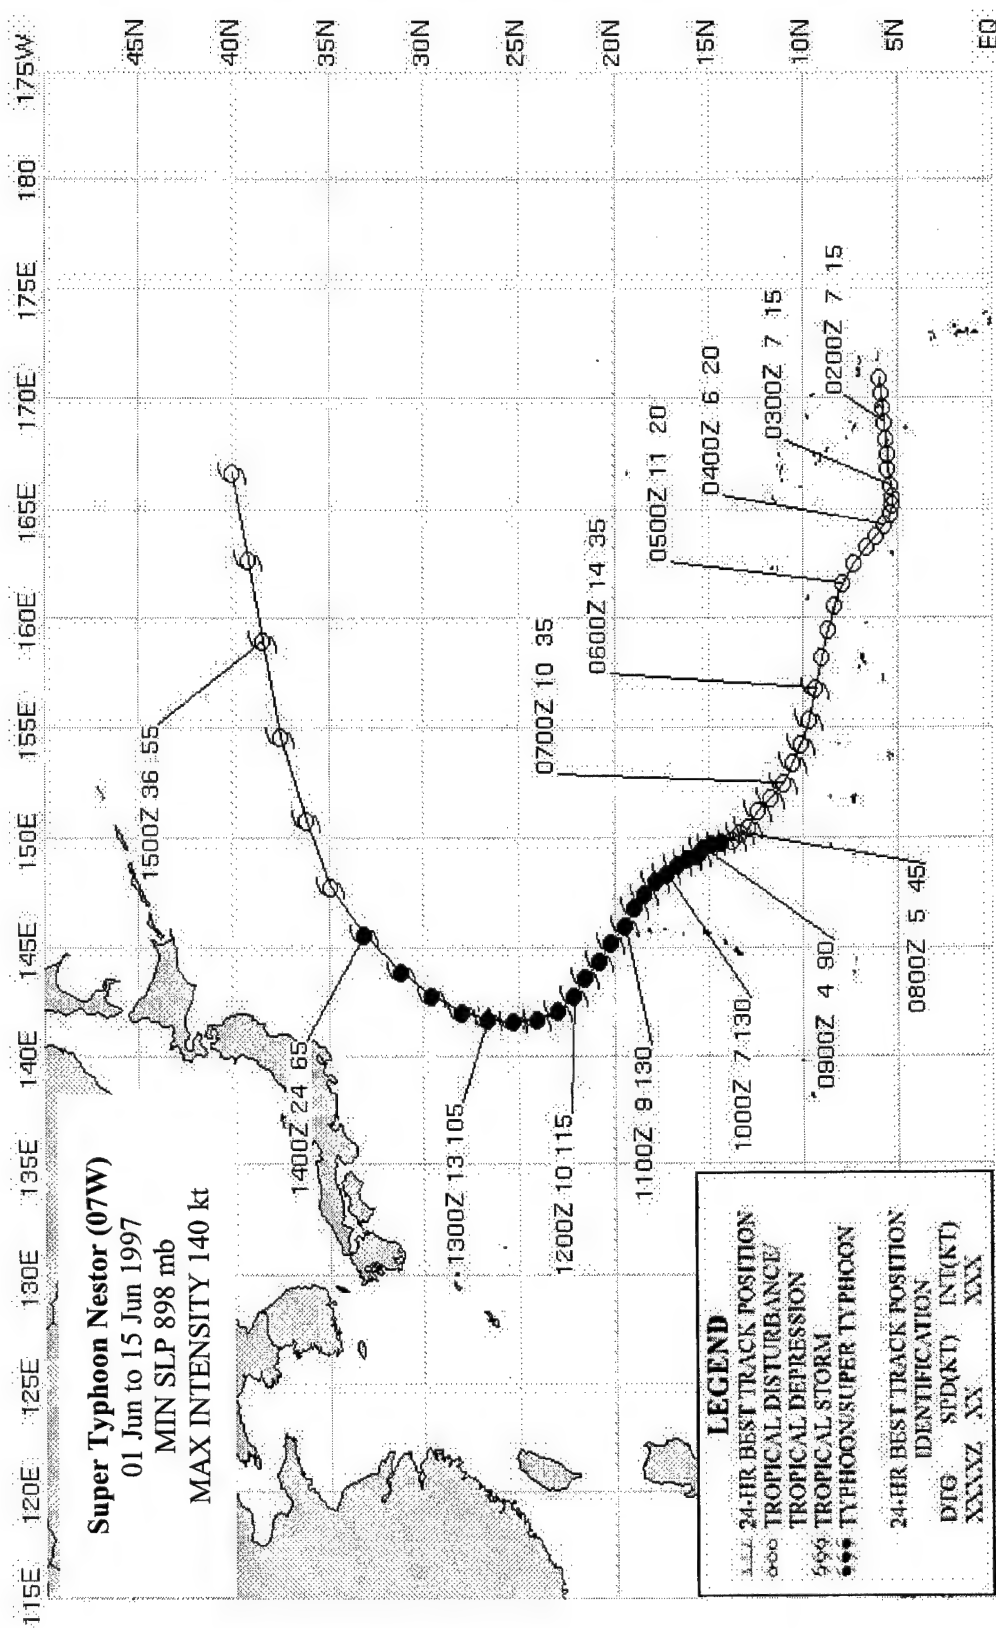 Super Typhoon Nestor (07W)
01 Jun to 15 Jun 1997
MIN SLP 898 mb
MAX INTENSITY 140 kt
115E
120E
125E
130E
135E
140E
145E
150E
155E
160E
165E
170E
175E
180
175W
45N
40N
35N
30N
25N
20N
15N
10N
5N
EQ
1500Z 36 55
1400Z 24 65
1300Z 13 105
1200Z 10 115
1100Z 9 130
1000Z 7 130
0900Z 4 90
0800Z 5 45
0700Z 10 35
0600Z 14 35
0500Z 11 20
0400Z 6 20
0300Z 7 15
0200Z 7 15
LEGEND
24-HR BEST TRACK POSITION
TROPICAL DISTURBANCE/
TROPICAL DEPRESSION
TROPICAL STORM
TYPHOON/SUPER TYPHOON
24-HR BEST TRACK POSITION
IDENTIFICATION
DTG SPD(KT) INT(KT)
XXXXZ XX XXX